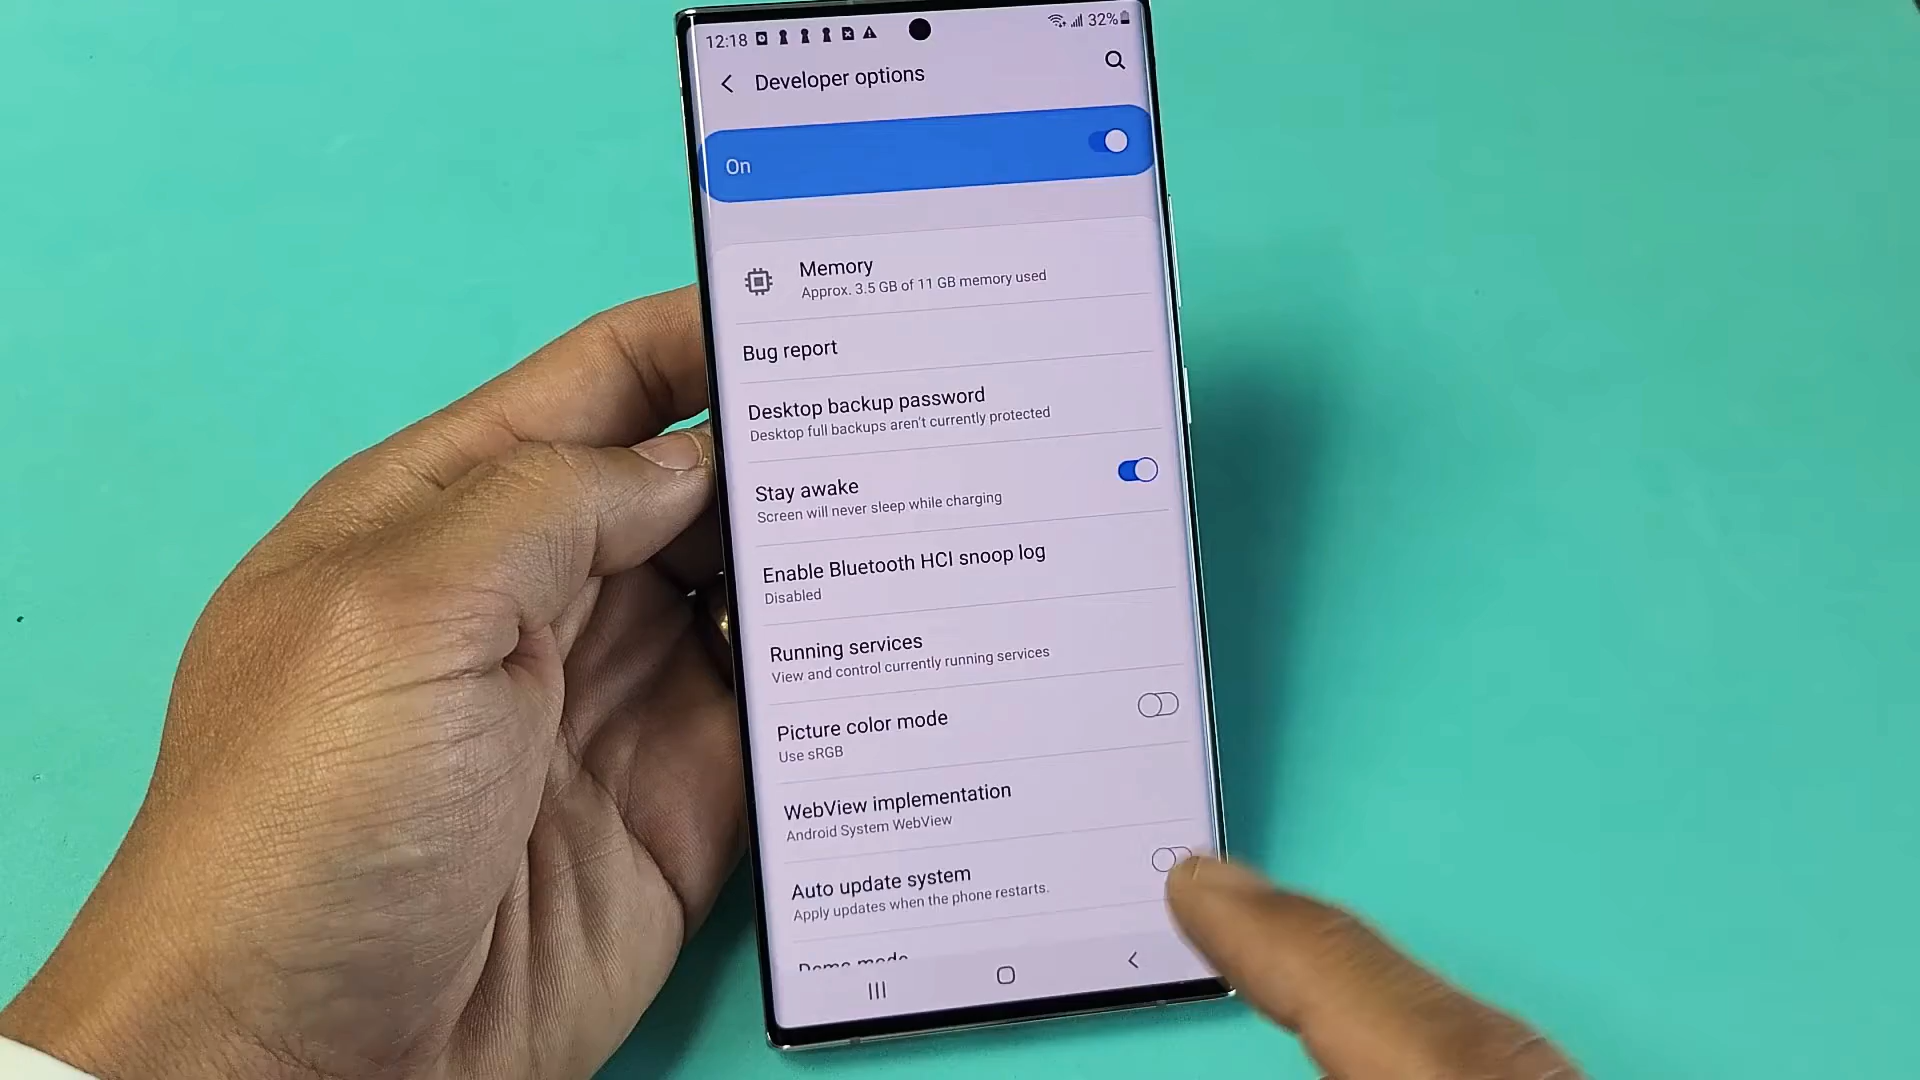 12:18
32%
Developer options
On
Memory
Approx. 3.5 GB of 11 GB memory used
Bug report
Desktop backup password
Desktop full backups aren't currently protected
Stay awake
Screen will never sleep while charging
Enable Bluetooth HCI snoop log
Disabled
Running services
View and control currently running services
Picture color mode
Use sRGB
WebView implementation
Android System WebView
Auto update system
Apply updates when the phone restarts.
Demo mode